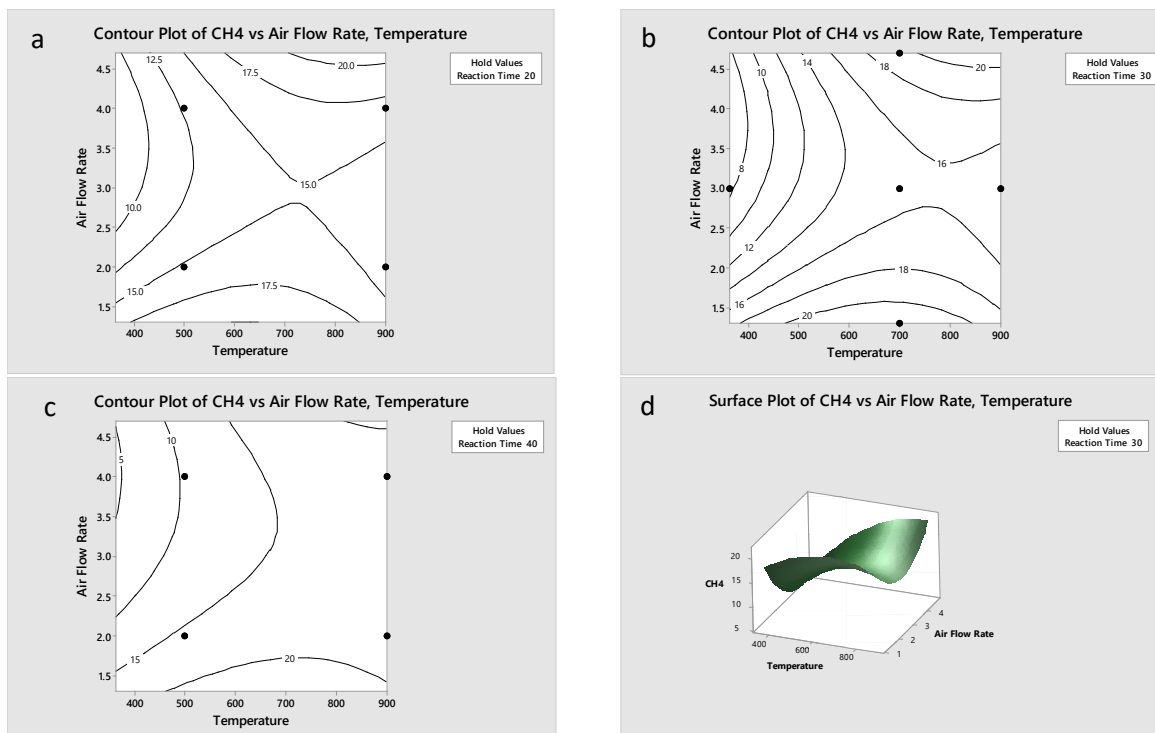 a
Contour Plot of CH4 vs Air Flow Rate, Temperature
Hold Values
Reaction Time 20
Air Flow Rate
4.5
4.0
3.5
3.0
2.5
2.0
1.5
12.5
17.5
20.0
15.0
10.0
15.0
17.5
400 500 600 700 800 900
Temperature
b
Contour Plot of CH4 vs Air Flow Rate, Temperature
Hold Values
Reaction Time 30
Air Flow Rate
4.5
4.0
3.5
3.0
2.5
2.0
1.5
10
14
18
20
8
16
12
18
16
20
400 500 600 700 800 900
Temperature
c
Contour Plot of CH4 vs Air Flow Rate, Temperature
Hold Values
Reaction Time 40
Air Flow Rate
4.5
4.0
3.5
3.0
2.5
2.0
1.5
10
5
15
20
400 500 600 700 800 900
Temperature
d
Surface Plot of CH4 vs Air Flow Rate, Temperature
Hold Values
Reaction Time 30
20
15
10
5
CH4
400
600
800
Temperature
4
3
2
1
Air Flow Rate